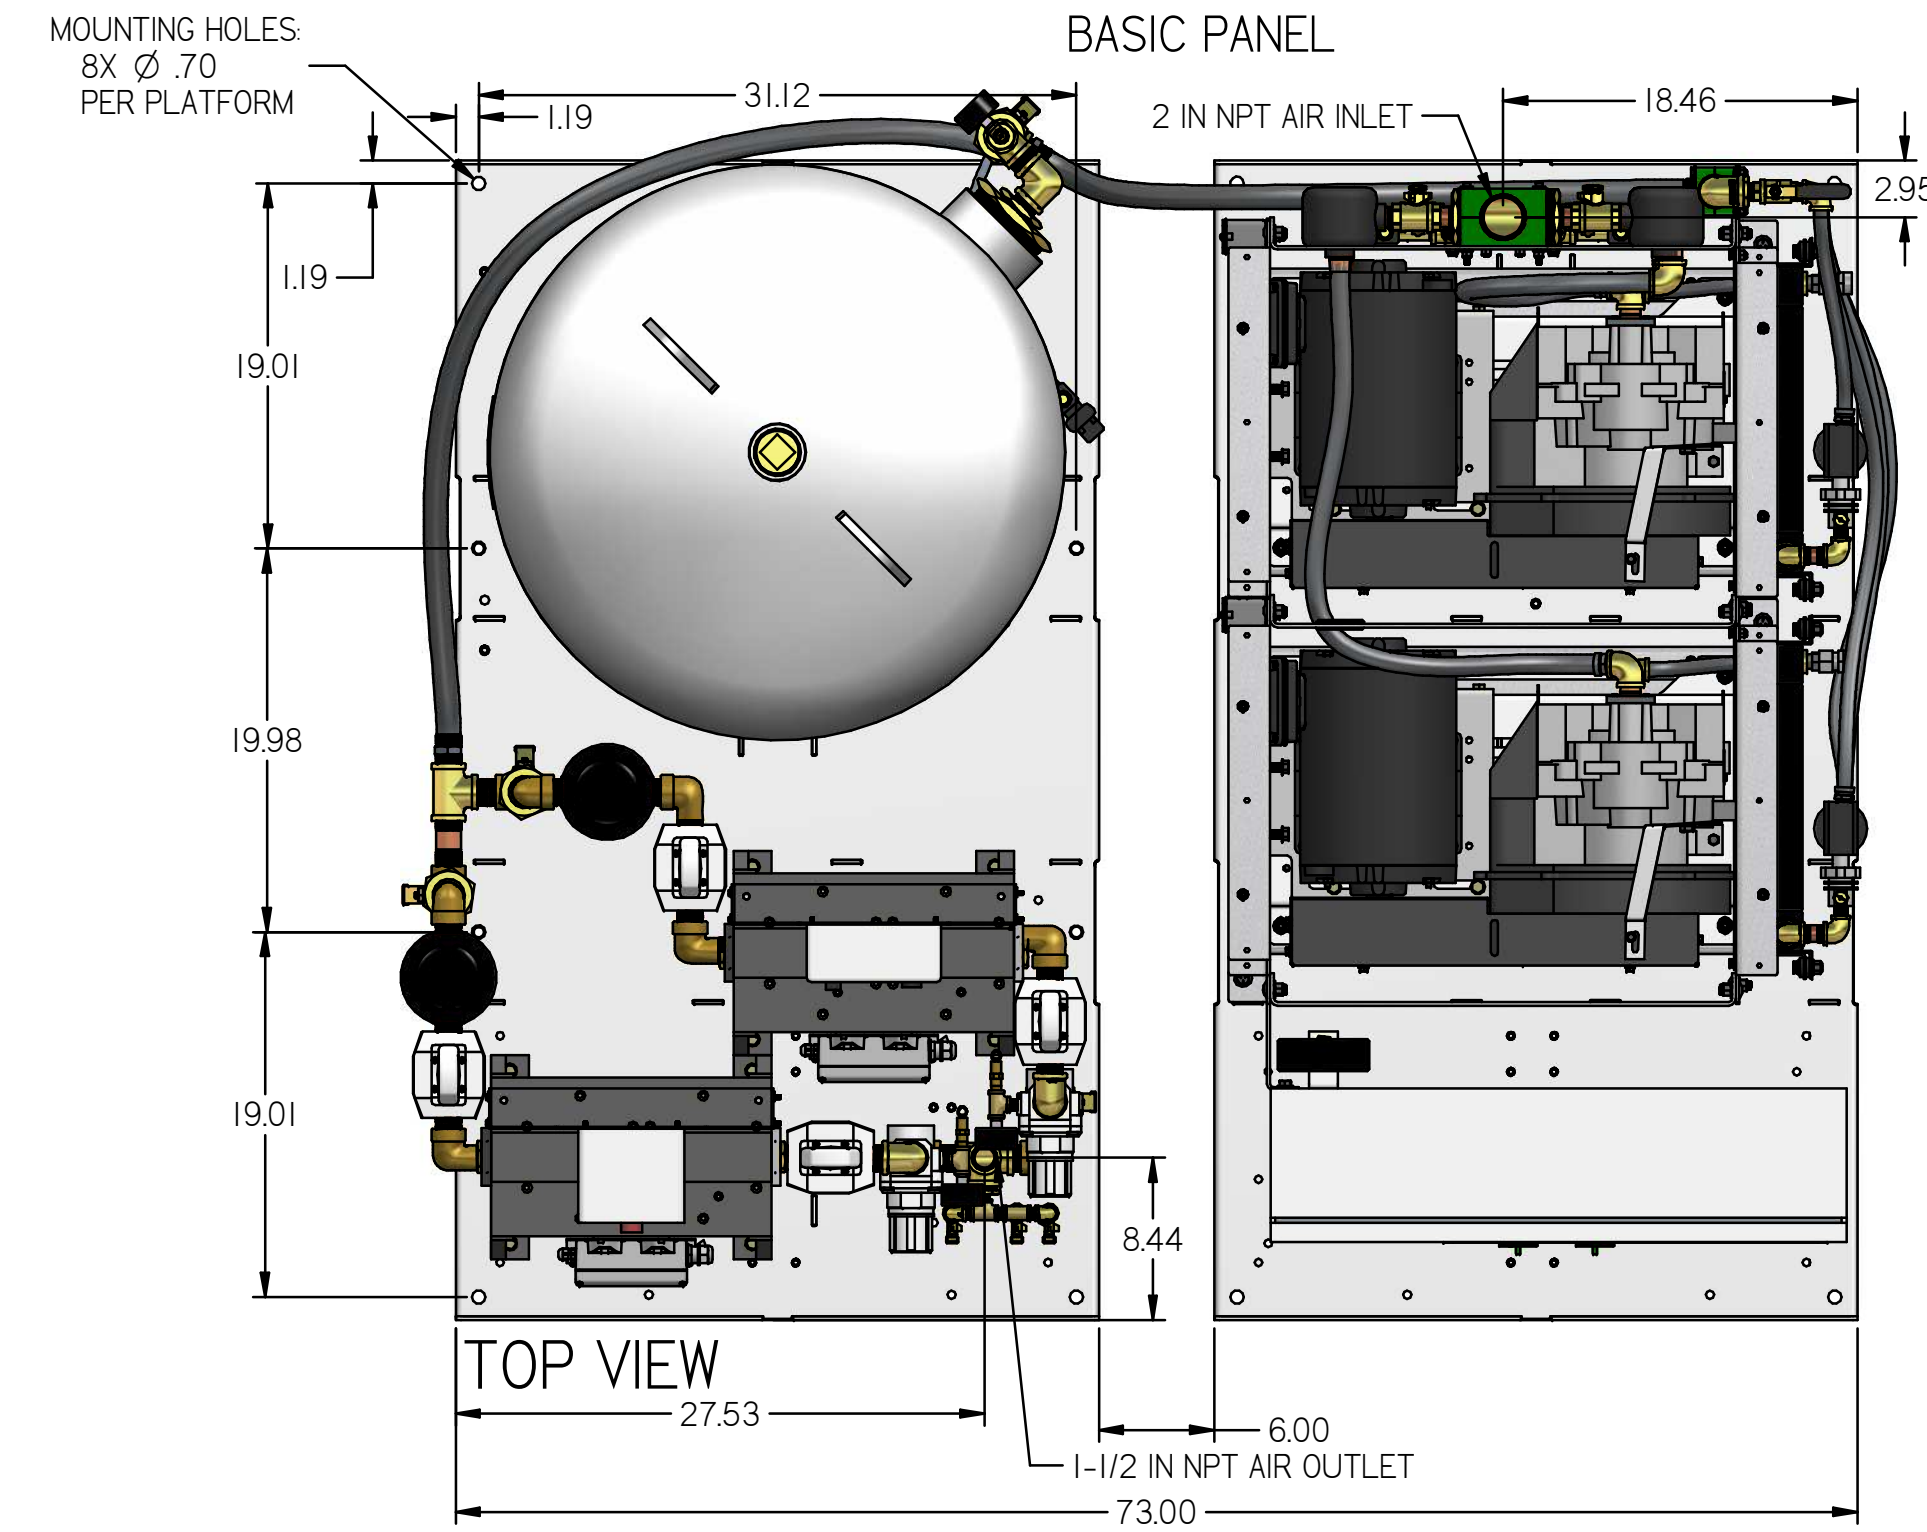 BASIC PANEL
MOUNTING HOLES:
8X Ø .70
PER PLATFORM
31.12
1.19
2 IN NPT AIR INLET
18.46
2.95
1.19
19.01
19.98
19.01
8.44
TOP VIEW
27.53
6.00
1-1/2 IN NPT AIR OUTLET
73.00